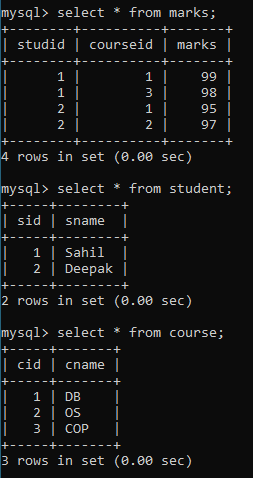 mysql> select * from marks;
+--------+----------+-------+
| studid | courseid | marks |
+--------+----------+-------+
|      1 |        1 |    99 |
|      1 |        3 |    98 |
|      2 |        1 |    95 |
|      2 |        2 |    97 |
+--------+----------+-------+
4 rows in set (0.00 sec)

mysql> select * from student;
+-----+--------+
| sid | sname  |
+-----+--------+
|   1 | Sahil  |
|   2 | Deepak |
+-----+--------+
2 rows in set (0.00 sec)

mysql> select * from course;
+-----+-------+
| cid | cname |
+-----+-------+
|   1 | DB    |
|   2 | OS    |
|   3 | COP   |
+-----+-------+
3 rows in set (0.00 sec)